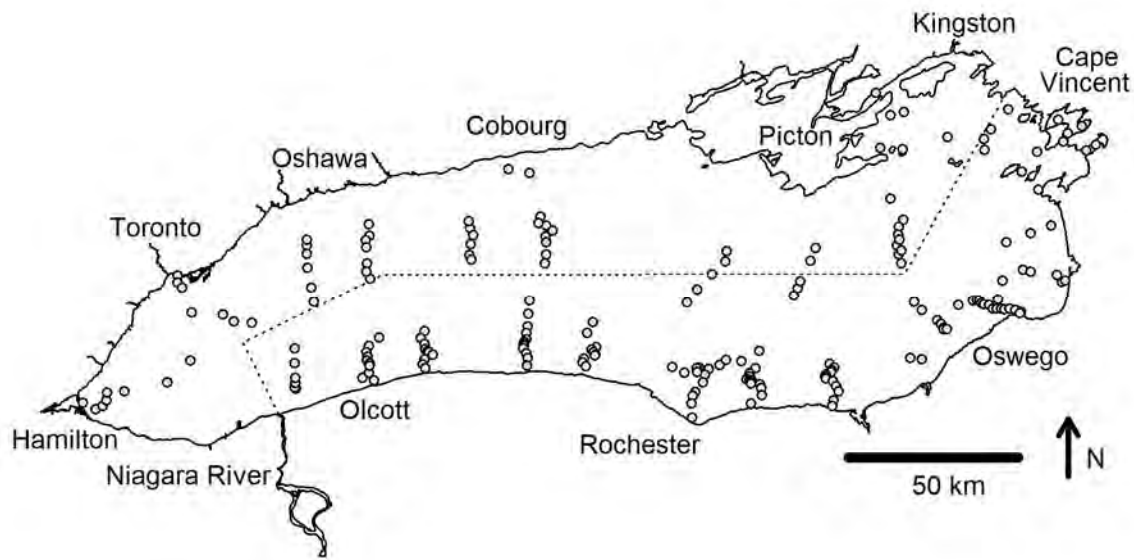 Kingston
Cape
Vincent
Cobourg
Picton
Oshawa
Toronto
Olcott
Oswego
Hamilton
Rochester
Niagara River
N
50 km